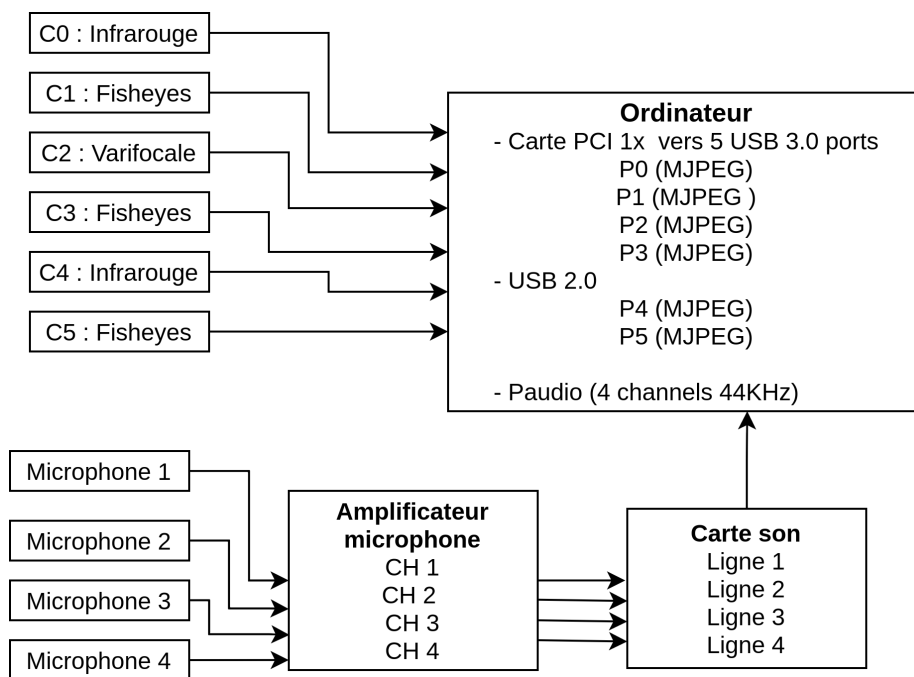 C0 : Infrarouge
C1 : Fisheyes
C2 : Varifocale
C3 : Fisheyes
C4 : Infrarouge
C5 : Fisheyes
Ordinateur
- Carte PCI 1x vers 5 USB 3.0 ports
P0 (MJPEG)
P1 (MJPEG )
P2 (MJPEG)
P3 (MJPEG)
- USB 2.0
P4 (MJPEG)
P5 (MJPEG)
- Paudio (4 channels 44KHz)
Microphone 1
Microphone 2
Microphone 3
Microphone 4
Amplificateur
microphone
CH 1
CH 2
CH 3
CH 4
Carte son
Ligne 1
Ligne 2
Ligne 3
Ligne 4